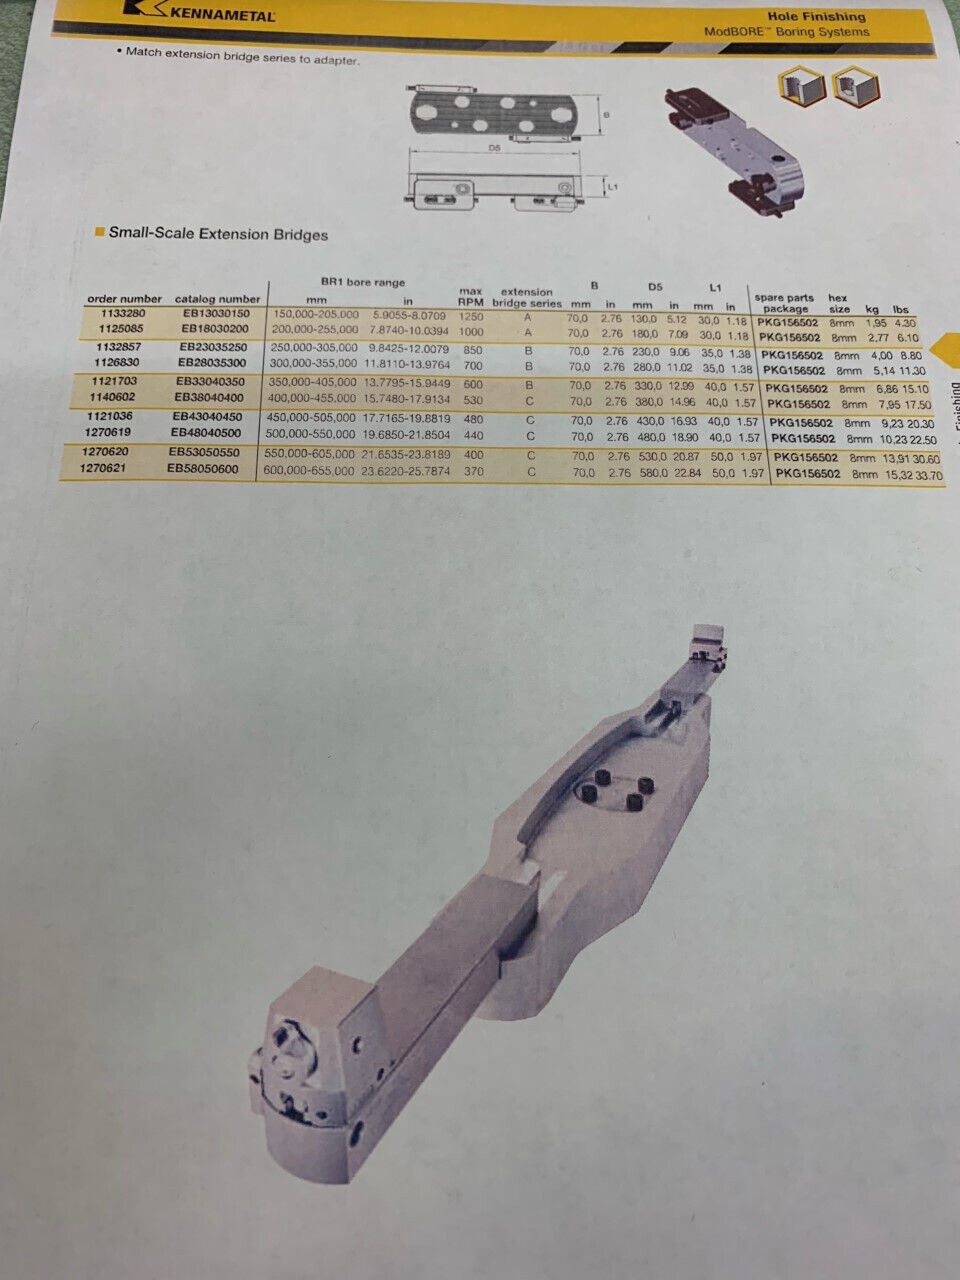 KENNAMETAL
Hole Finishing
ModBORE™ Boring Systems
• Match extension bridge series to adapter.
B
D5
L1
Small-Scale Extension Bridges
BR1 bore range B D5 L1
order number catalog number mm in max RPM extension bridge series mm in mm in mm in spare parts package hex size kg lbs
1133280 EB13030150 150,000-205,000 5.9055-8.0709 1250 A 70,0 2.76 130,0 5.12 30,0 1.18 PKG156502 8mm 1,95 4.30
1125085 EB18030200 200,000-255,000 7.8740-10.0394 1000 A 70,0 2.76 180,0 7.09 30,0 1.18 PKG156502 8mm 2,77 6.10
1132857 EB23035250 250,000-305,000 9.8425-12.0079 850 B 70,0 2.76 230,0 9.06 35,0 1.38 PKG156502 8mm 4,00 8.80
1126830 EB28035300 300,000-355,000 11.8110-13.9764 700 B 70,0 2.76 280,0 11.02 35,0 1.38 PKG156502 8mm 5,14 11.30
1121703 EB33040350 350,000-405,000 13.7795-15.9449 600 B 70,0 2.76 330,0 12.99 40,0 1.57 PKG156502 8mm 6,86 15.10
1140602 EB38040400 400,000-455,000 15.7480-17.9134 530 C 70,0 2.76 380,0 14.96 40,0 1.57 PKG156502 8mm 7,95 17.50
1121036 EB43040450 450,000-505,000 17.7165-19.8819 480 C 70,0 2.76 430,0 16.93 40,0 1.57 PKG156502 8mm 9,23 20.30
1270619 EB48040500 500,000-550,000 19.6850-21.8504 440 C 70,0 2.76 480,0 18.90 40,0 1.57 PKG156502 8mm 10,23 22.50
1270620 EB53050550 550,000-605,000 21.6535-23.8189 400 C 70,0 2.76 530,0 20.87 50,0 1.97 PKG156502 8mm 13,91 30.60
1270621 EB58050600 600,000-655,000 23.6220-25.7874 370 C 70,0 2.76 580,0 22.84 50,0 1.97 PKG156502 8mm 15,32 33.70
Finishing